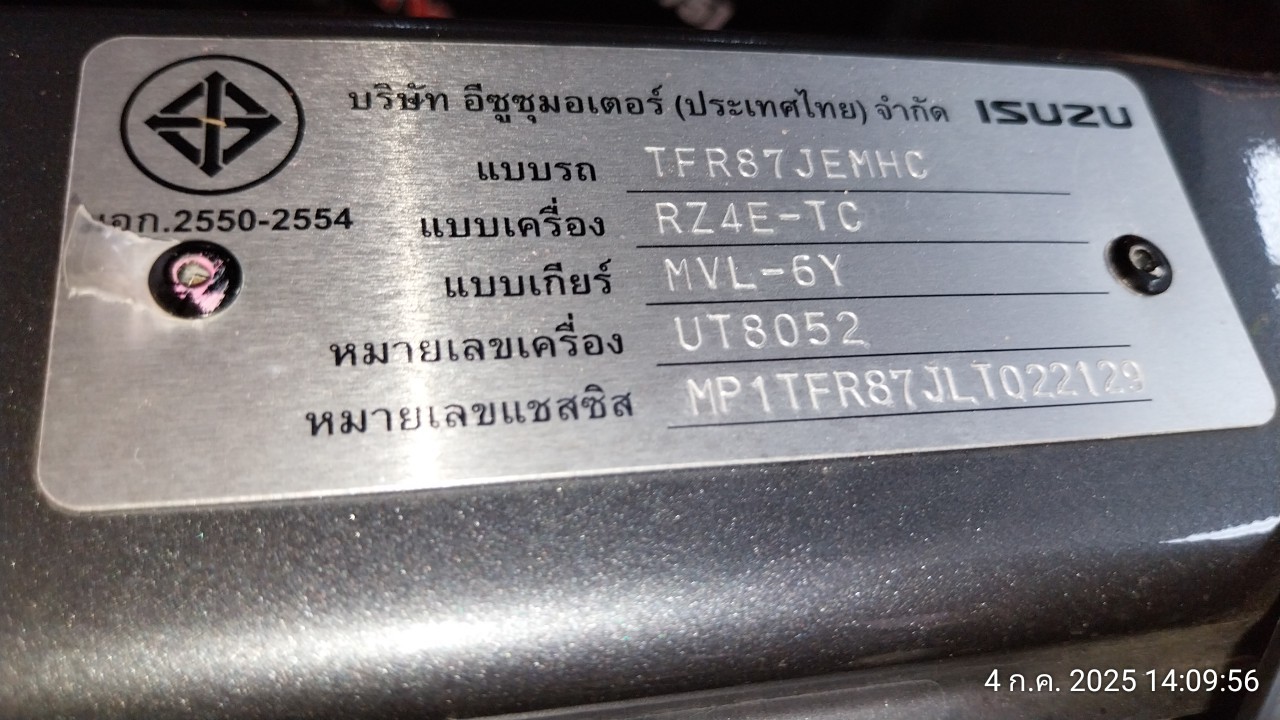 บริษัท อีซูซุมอเตอร์ (ประเทศไทย) จำกัด ISUZU
แบบรถ TFR87JEMHC
มอก.2550-2554
แบบเครื่อง RZ4E-TC
แบบเกียร์ MVL-6Y
หมายเลขเครื่อง UT8052
หมายเลขแชสซิส MP1TFR87JLT022129
4 ก.ค. 2025 14:09:56